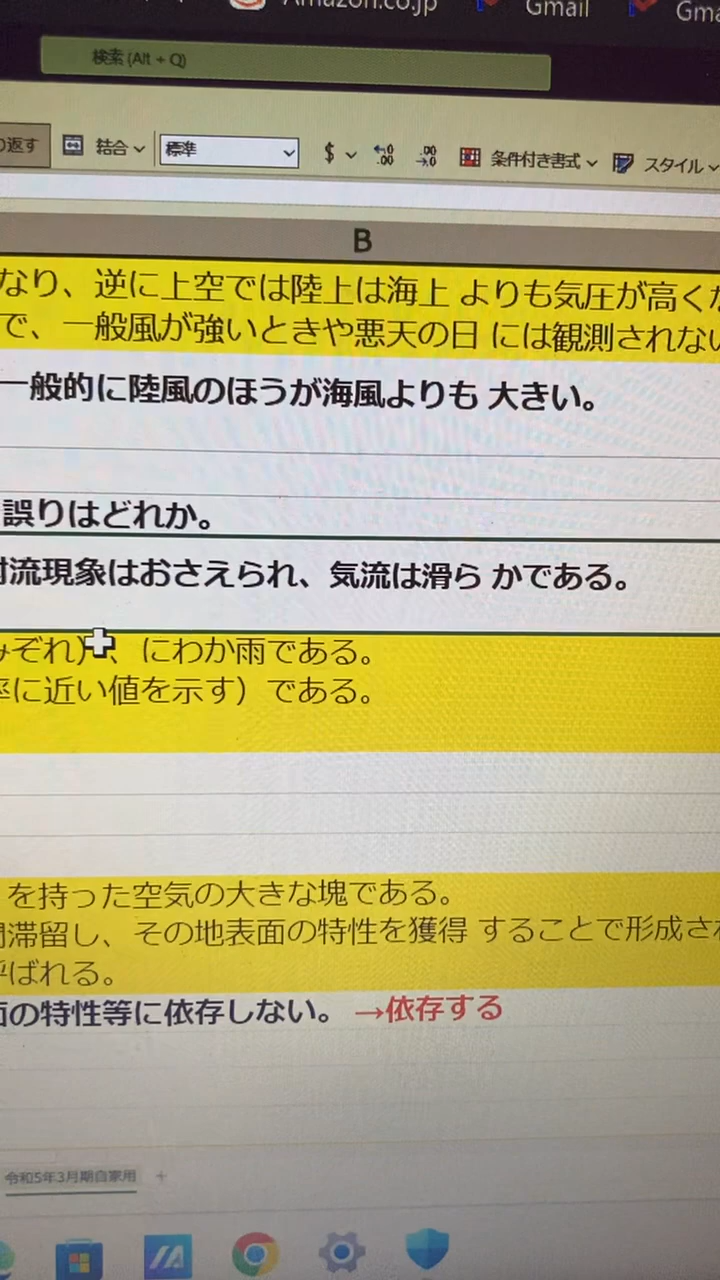 Amazon.co.jp
Gmail
Gma
検索 (Alt + Q)
返す
結合
標準
$
条件付き書式
スタイル
B
なり、逆に上空では陸上は海上 よりも気圧が高く
で、一般風が強いときや悪天の日 には観測されない
一般的に陸風のほうが海風よりも 大きい。
誤りはどれか。
対流現象はおさえられ、気流は滑ら かである。
みぞれ)、にわか雨である。
率に近い値を示す）である。
を持った空気の大きな塊である。
間滞留し、その地表面の特性を獲得 することで形成さ
呼ばれる。
面の特性等に依存しない。 →依存する
令和5年3月期自家用
+